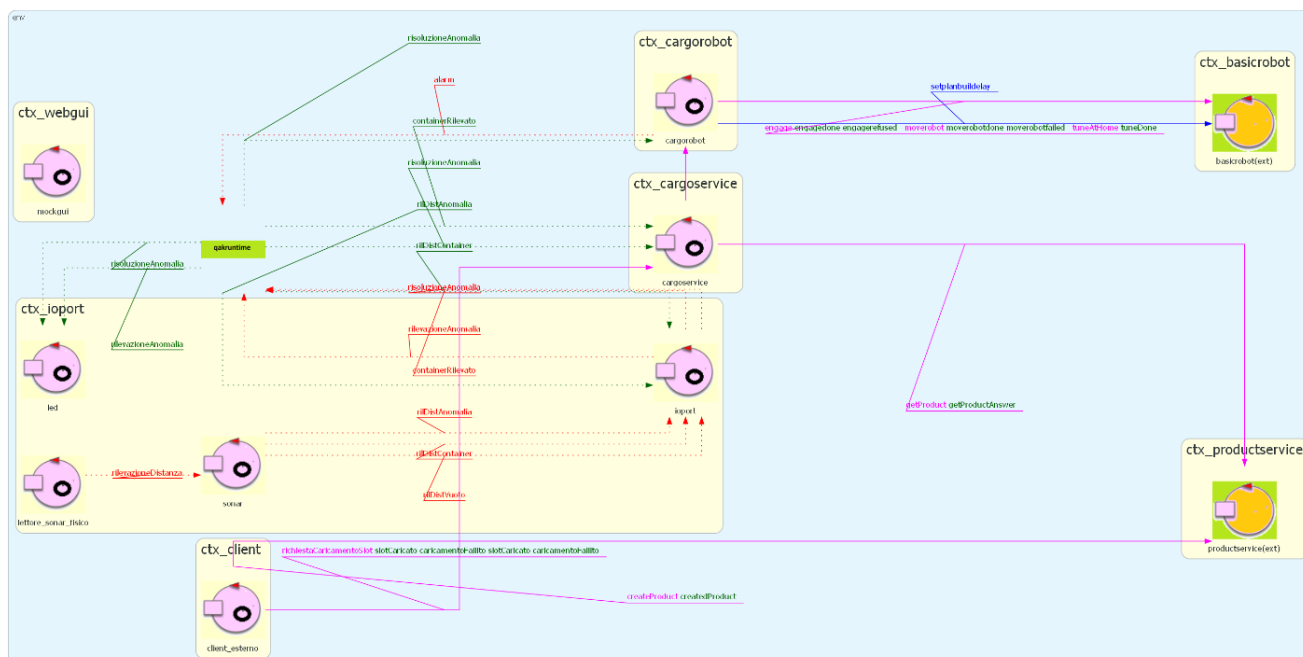 env
risoluzioneAnomalia
ctx_cargorobot
ctx_basicrobot
alarm
setplanbuildelay
ctx_webgui
containerRilevato
engage engagedone engagerefused moverobot moverobotdone moverobotfailed tuneAtHome tuneDone
cargorobot
basicrobot(ext)
risoluzioneAnomalia
ctx_cargoservice
mockgui
rilDistAnomalia
qakruntime
rilDistContainer
risoluzioneAnomalia
cargoservice
risoluzioneAnomalia
ctx_ioport
rilevazioneAnomalia
rilevazioneAnomalia
containerRilevato
led
ioport
getProduct getProductAnswer
rilDistAnomalia
ctx_productservice
rilDistContainer
rilevazioneDistanza
rilDistVuoto
sonar
lettore_sonar_fisico
ctx_client
richiestaCaricamentoSlot slotCaricato caricamentoFallito slotCaricato caricamentoFallito
productservice(ext)
createProduct createdProduct
client_esterno